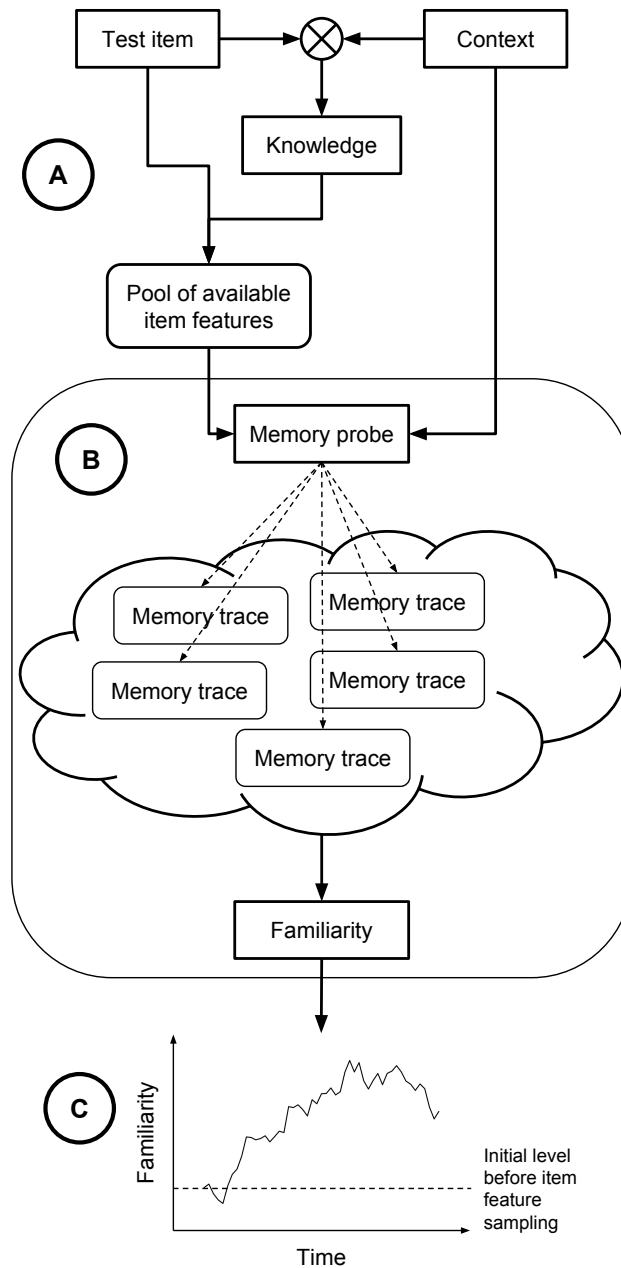 Test item
Context
Knowledge
A
Pool of available
item features
Memory probe
B
Memory trace
Memory trace
Memory trace
Memory trace
Memory trace
Familiarity
C
Familiarity
Initial level
before item
feature
sampling
Time